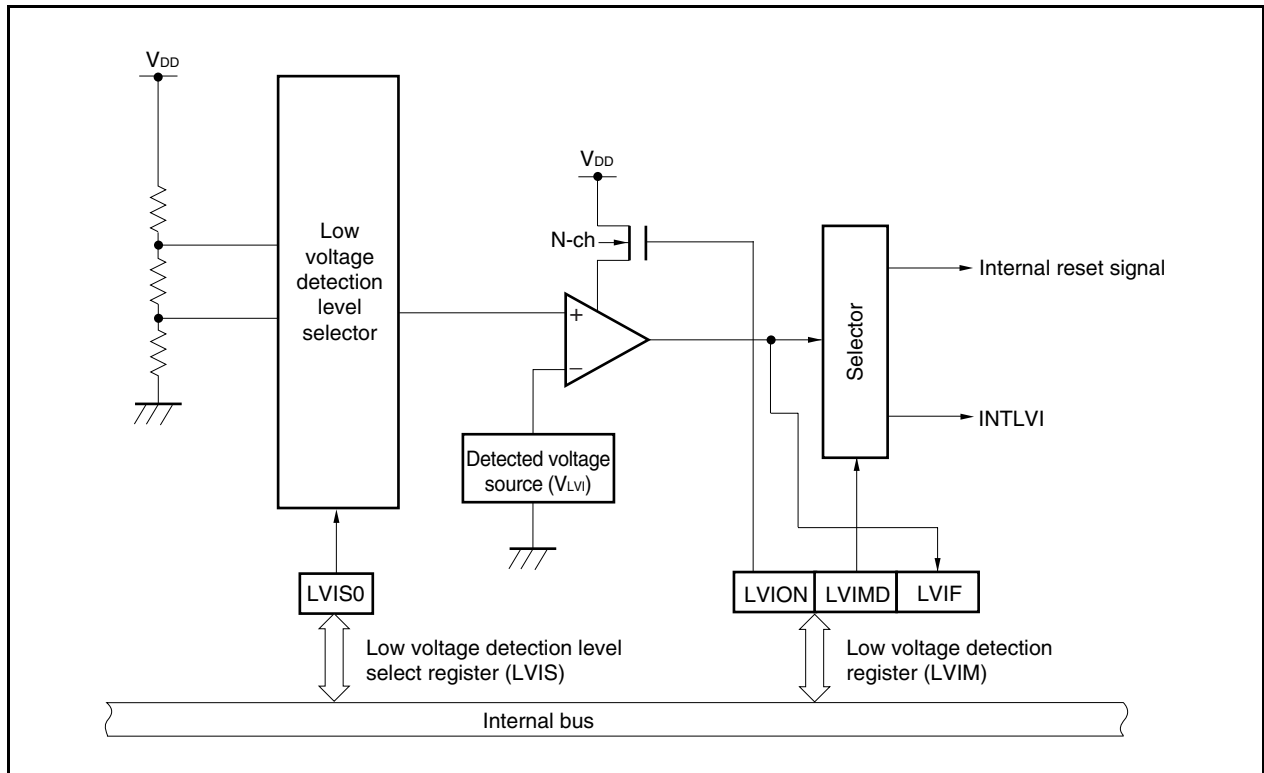 VDD
Low
voltage
detection
level
selector
VDD
N-ch
+
−
Detected voltage
source (VLVI)
Selector
Internal reset signal
INTLVI
LVIS0
LVION
LVIMD
LVIF
Low voltage detection level
select register (LVIS)
Low voltage detection
register (LVIM)
Internal bus